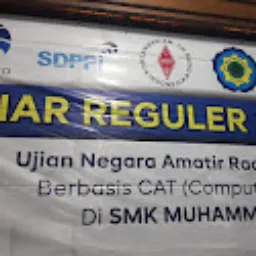 SDPPI
NAR REGULER
Ujian Negara Amatir Rad
Berbasis CAT (Comput
Di SMK MUHAMM